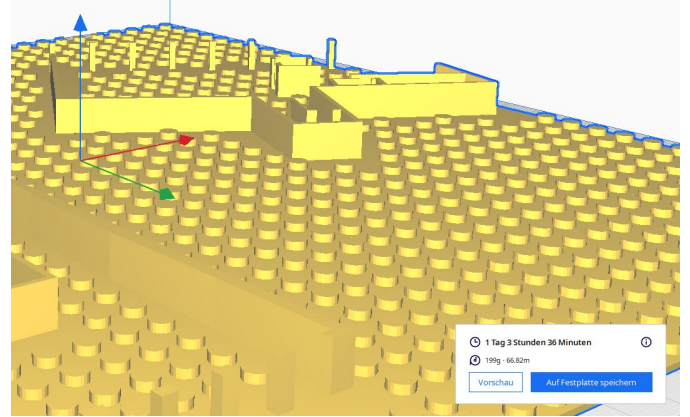 1 Tag 3 Stunden 36 Minuten
199g · 66.82m
Vorschau
Auf Festplatte speichern